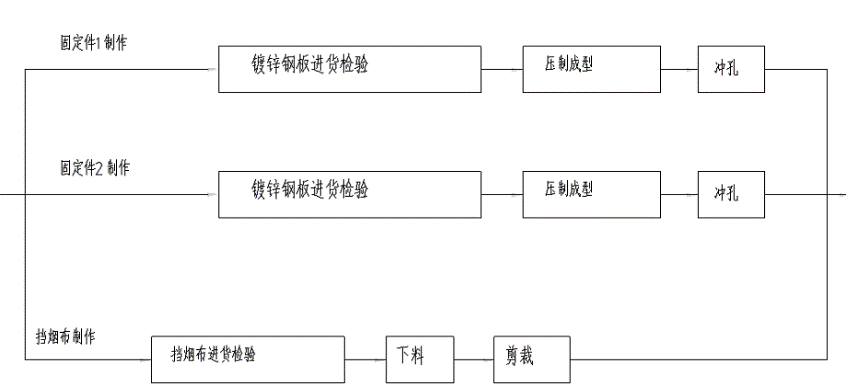 固定件1 制作
镀锌钢板进货检验
压制成型
冲孔
固定件2 制作
镀锌钢板进货检验
压制成型
冲孔
挡烟布制作
挡烟布进货检验
下料
剪裁